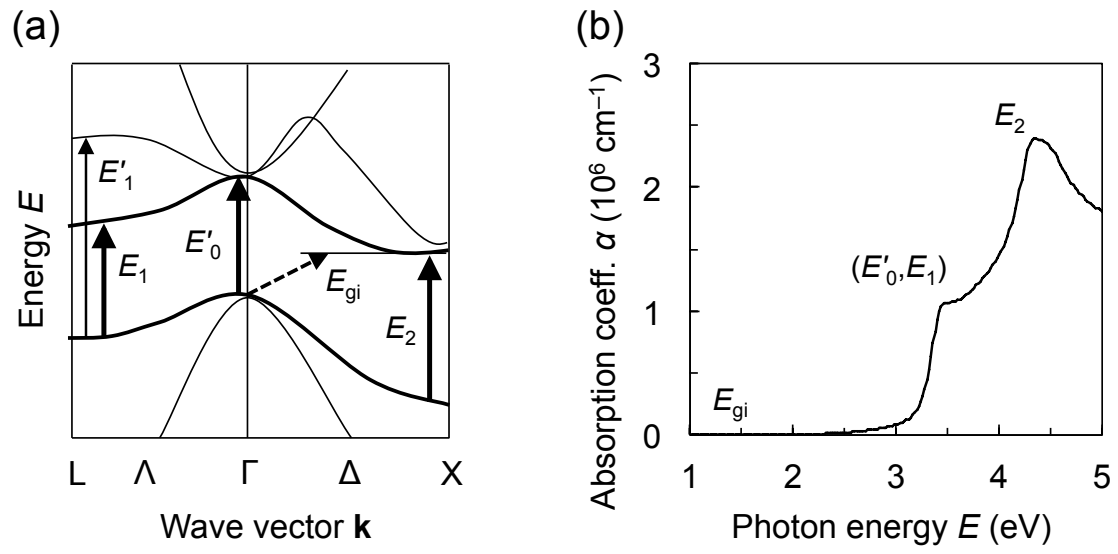 (a)
Energy E
E′1
E1
E′0
Egi
E2
L Λ Γ Δ X
Wave vector k
(b)
Absorption coeff. α (10⁶ cm⁻¹)
3
2
1
0
E2
(E′0,E1)
Egi
1 2 3 4 5
Photon energy E (eV)